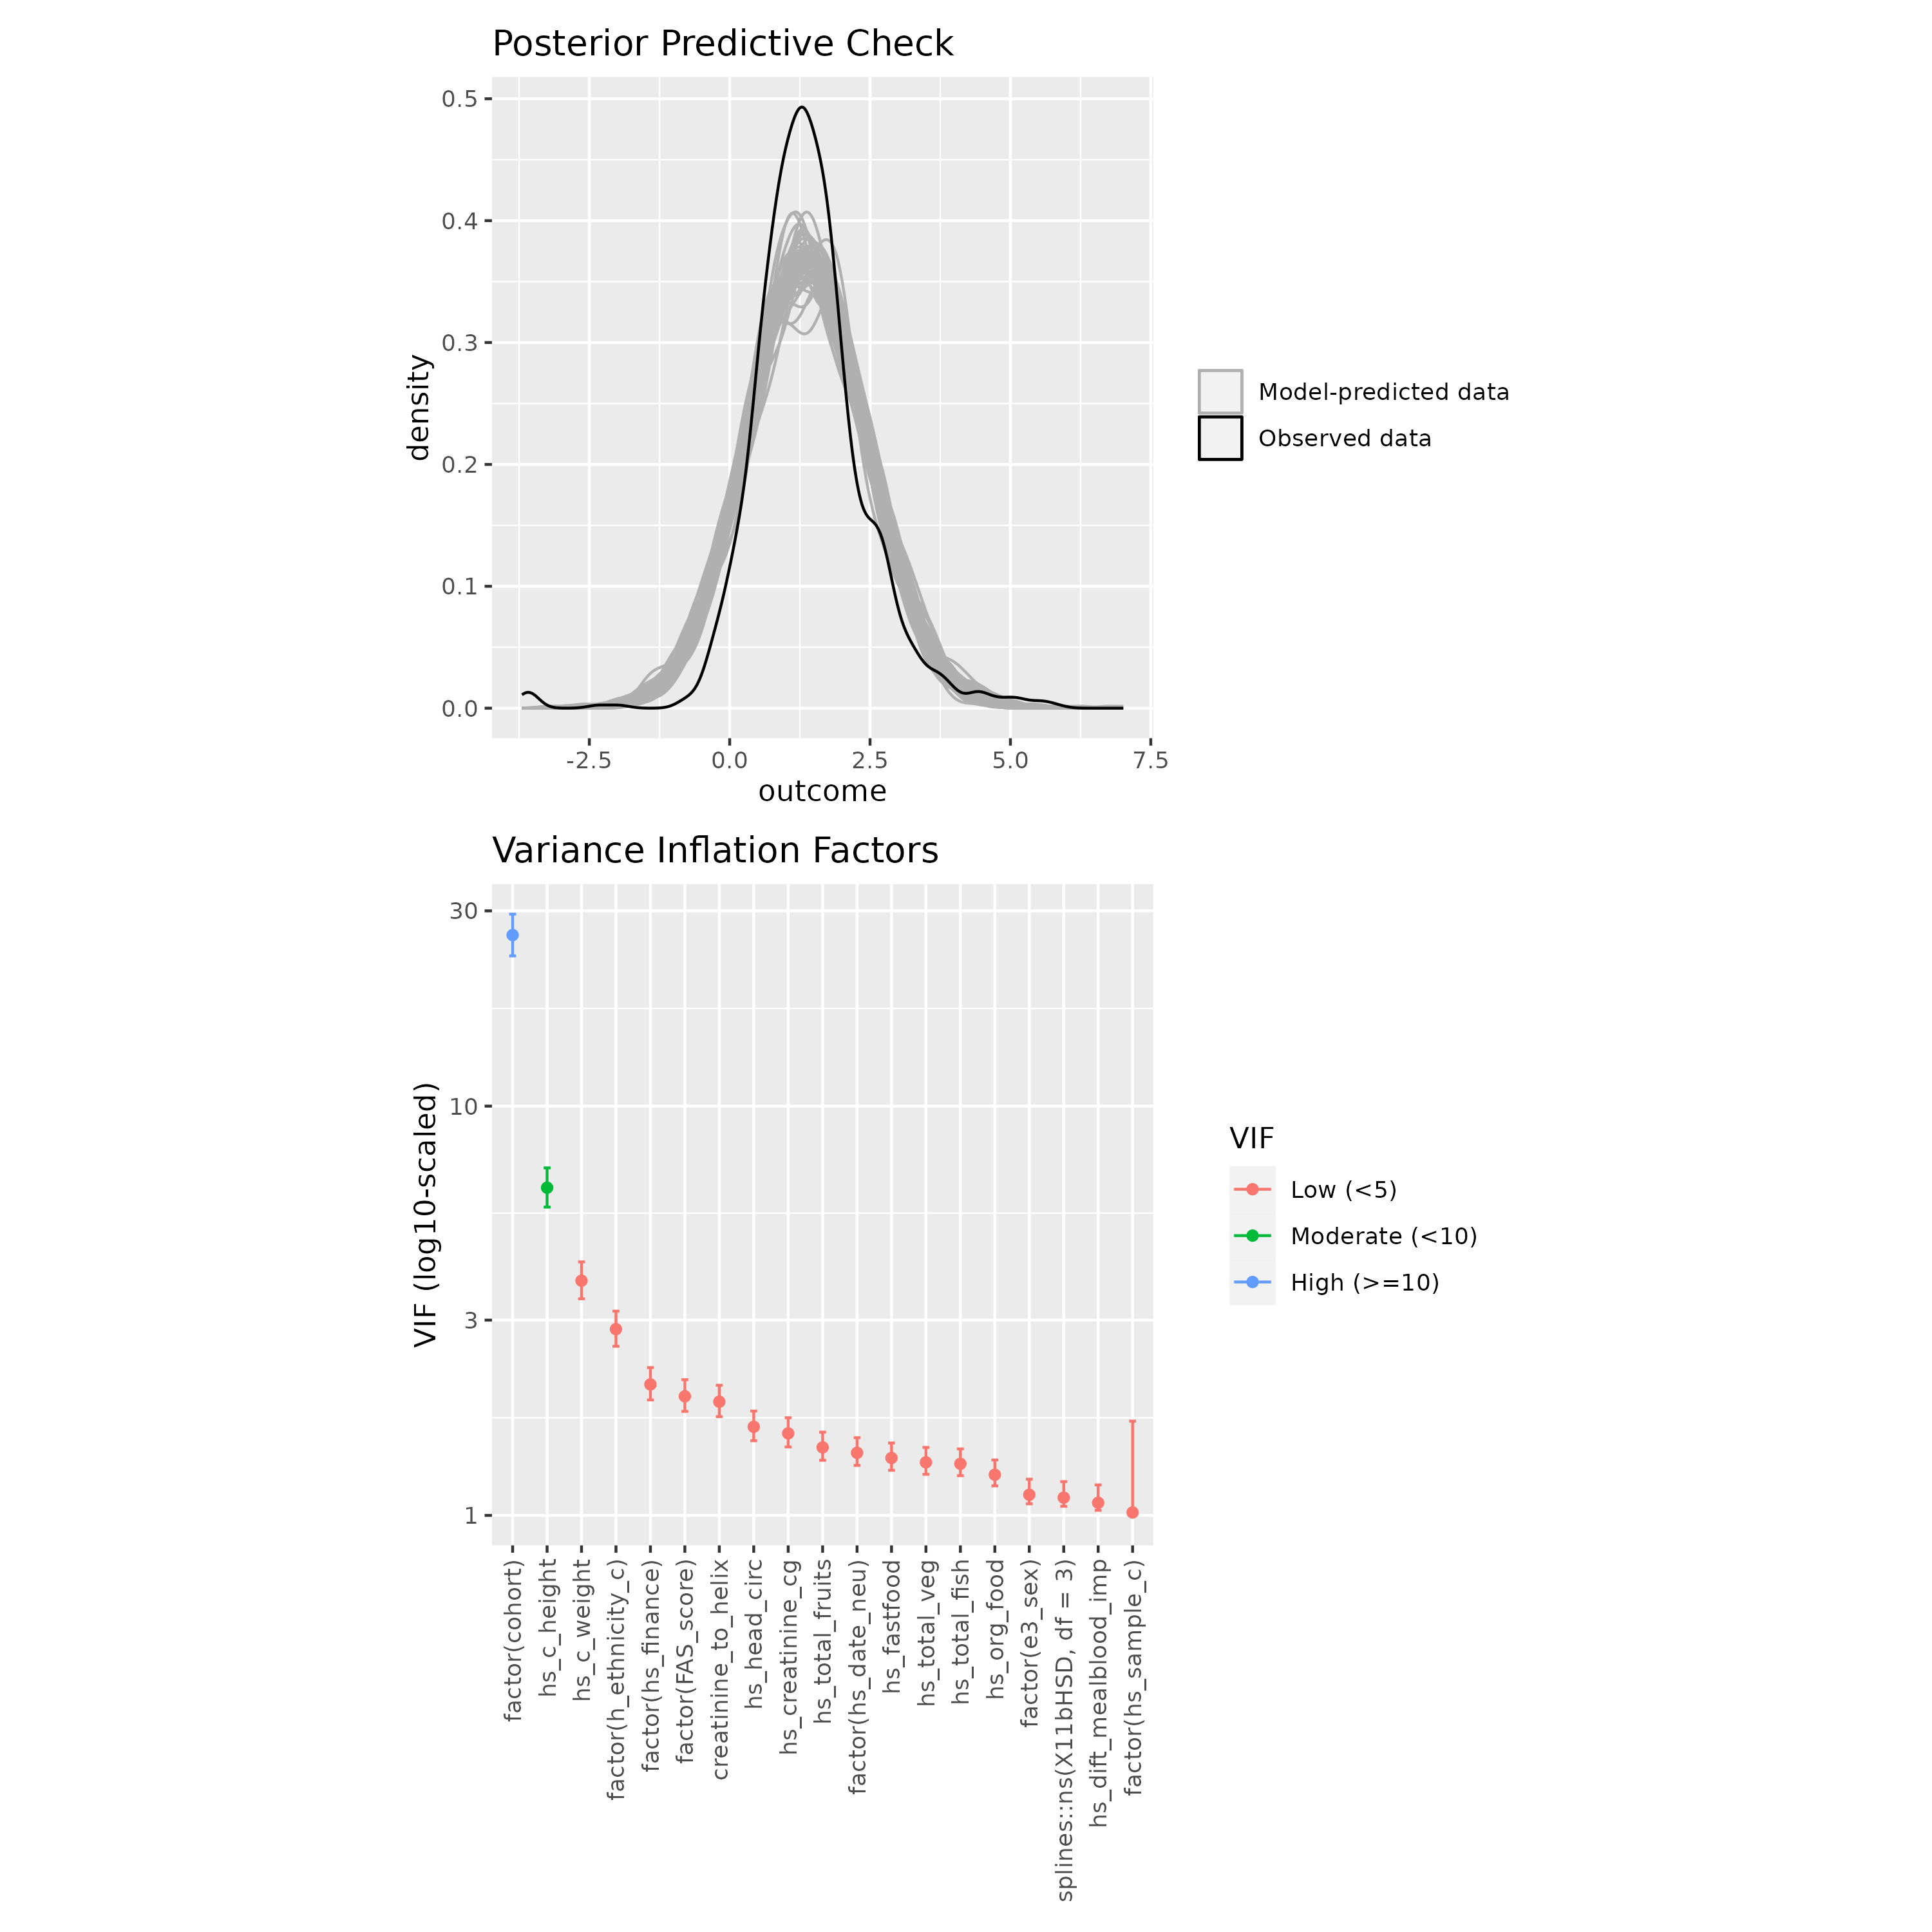 Posterior Predictive Check
0.5
0.4
0.3
0.2
0.1
0.0
density
-2.5 0.0 2.5 5.0 7.5
outcome
Model-predicted data
Observed data
Variance Inflation Factors
30
10
3
1
VIF (log10-scaled)
factor(cohort)
hs_c_height
hs_c_weight
factor(h_ethnicity_c)
factor(hs_finance)
factor(FAS_score)
creatinine_to_helix
hs_head_circ
hs_creatinine_cg
hs_total_fruits
factor(hs_date_neu)
hs_fastfood
hs_total_veg
hs_total_fish
hs_org_food
factor(e3_sex)
splines::ns(X11bHSD, df = 3)
hs_dift_mealblood_imp
factor(hs_sample_c)
VIF
Low (<5)
Moderate (<10)
High (>=10)